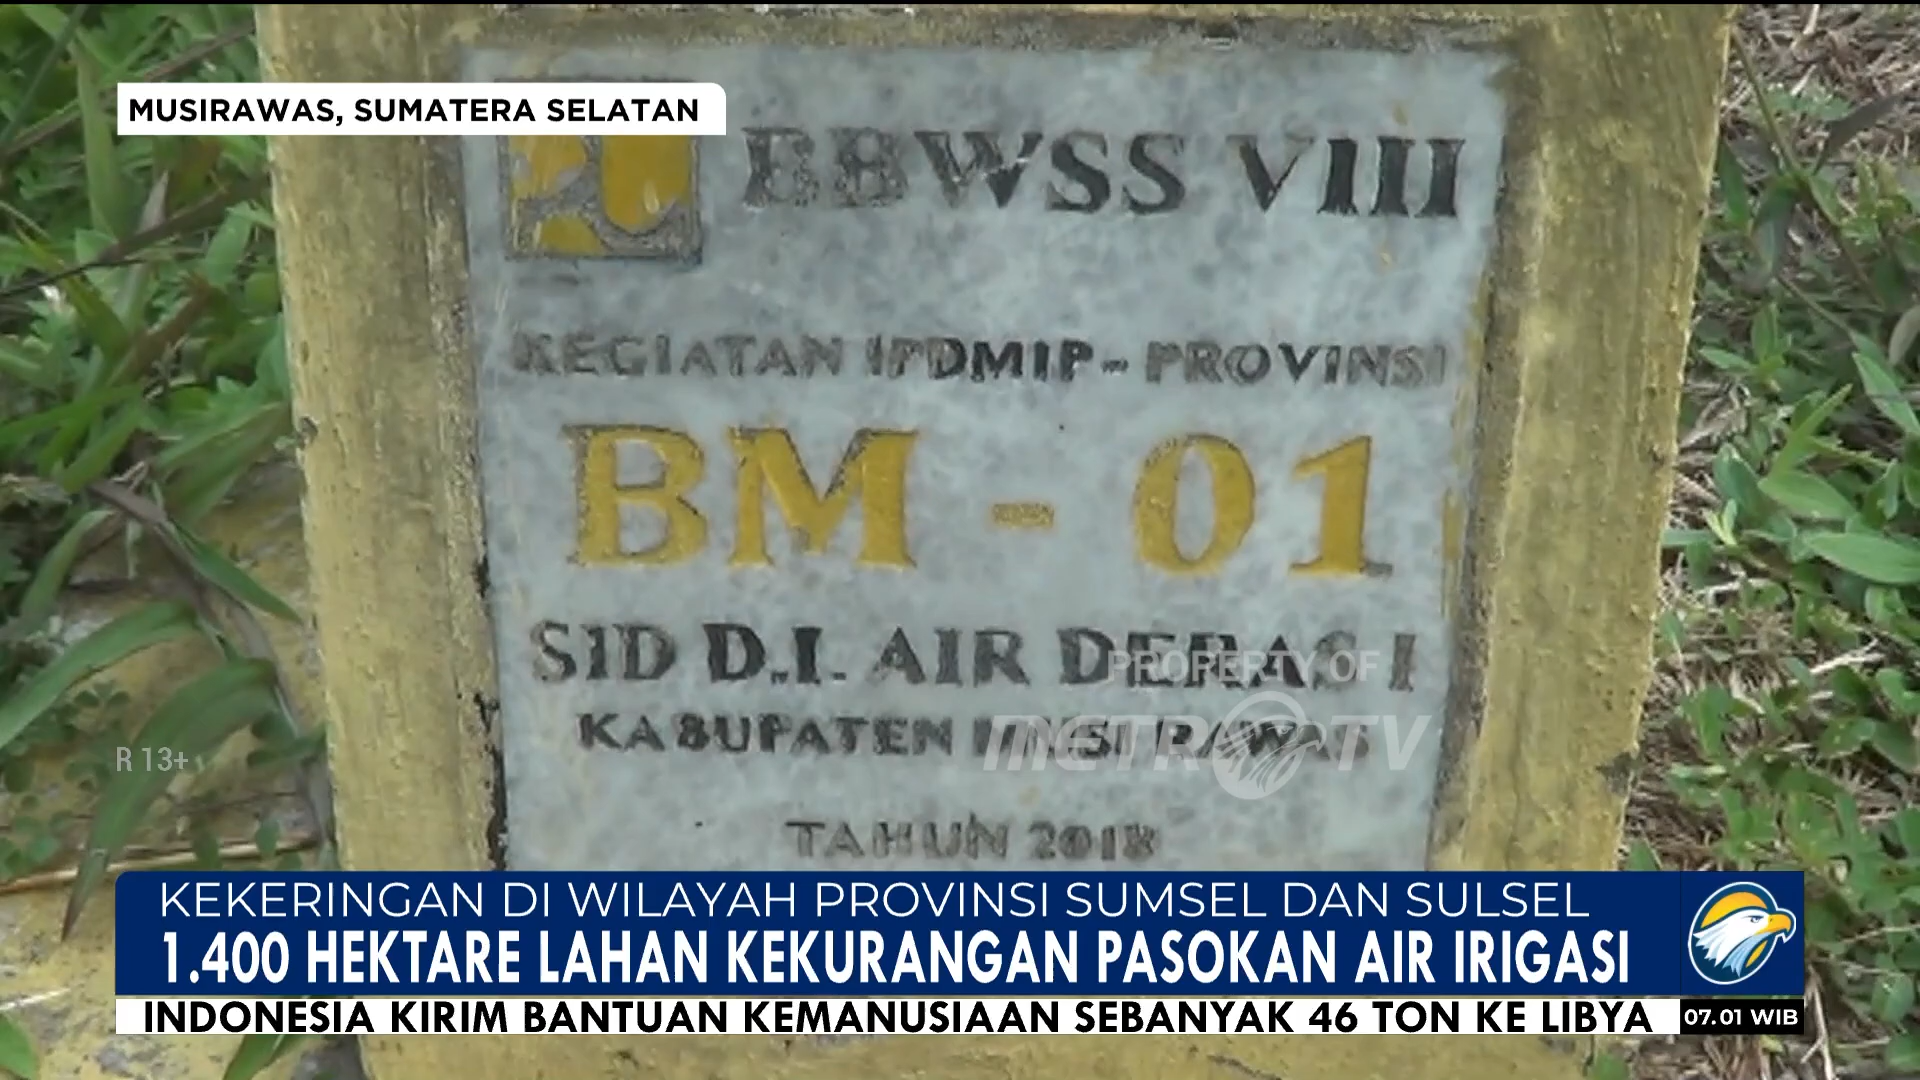 MUSIRAWAS, SUMATERA SELATAN
BBWSS VIII
KEGIATAN IPDMIP - PROVINSI
BM - 01
SID D.I. AIR DERAS I
KABUPATEN MUSI RAWAS
TAHUN 2018
PROPERTY OF
METRO TV
R 13+
KEKERINGAN DI WILAYAH PROVINSI SUMSEL DAN SULSEL
1.400 HEKTARE LAHAN KEKURANGAN PASOKAN AIR IRIGASI
INDONESIA KIRIM BANTUAN KEMANUSIAAN SEBANYAK 46 TON KE LIBYA
07.01 WIB